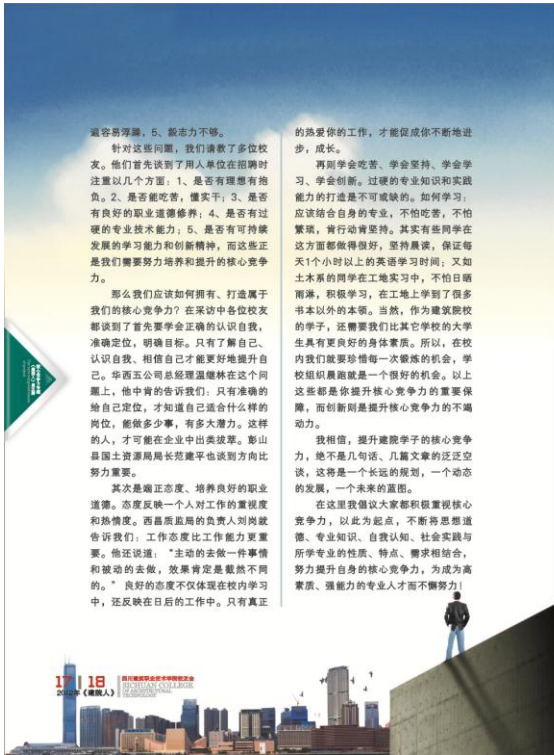 遍容易浮躁，5、毅志力不够。
针对这些问题，我们请教了多位校
友。他们首先谈到了用人单位在招聘时
注重以几个方面：1、是否有理想有抱
负。2、是否能吃苦，懂实干；3、是否
有良好的职业道德修养；4、是否有过
硬的专业技术能力；5、是否有可持续
发展的学习能力和创新精神，而这些正
是我们需要努力培养和提升的核心竞争
力。
那么我们应该如何拥有、打造属于
我们的核心竞争力？在采访中各位校友
都谈到了首先要学会正确的认识自我，
准确定位，明确目标。只有了解自己、
认识自我、相信自己才能更好地提升自
己。华西五公司总经理温继林在这个问
题上，他中肯的告诉我们：只有准确的
给自己定位，才知道自己适合什么样的
岗位，能做多少事，有多大潜力。这样
的人，才可能在企业中出类拔萃。彭山
县国土资源局局长范建平也谈到方向比
努力重要。
其次是端正态度、培养良好的职业
道德。态度反映一个人对工作的重视度
和热情度。西昌质监局的负责人刘岗就
告诉我们：工作态度比工作能力更重
要。他还说道：“主动的去做一件事情
和被动的去做，效果肯定是截然不同
的。”良好的态度不仅体现在校内学习
中，还反映在日后的工作中。只有真正
的热爱你的工作，才能促成你不断地进
步，成长。
再则学会吃苦、学会坚持、学会学
习、学会创新。过硬的专业知识和实践
能力的打造是不可或缺的。如何学习：
应该结合自身的专业，不怕吃苦，不怕
繁琐，肯行动肯坚持。其实有些同学在
这方面都做得很好，坚持晨读，保证每
天1个小时以上的英语学习时间；又如
土木系的同学在工地实习中，不怕日晒
雨淋，积极学习，在工地上学到了很多
书本以外的本领。当然，作为建筑院校
的学子，还需要我们比其它学校的大学
生具有更良好的身体素质。所以，在校
内我们就要珍惜每一次锻炼的机会，学
校组织晨跑就是一个很好的机会。以上
这些都是你提升核心竞争力的重要保
障，而创新则是提升核心竞争力的不竭
动力。
我相信，提升建院学子的核心竞争
力，绝不是几句话、几篇文章的泛泛空
谈，这将是一个长远的规划，一个动态
的发展，一个未来的蓝图。
在这里我倡议大家都积极重视核心
竞争力，以此为起点，不断将思想道
德、专业知识、自我认知、社会实践与
所学专业的性质、特点、需求相结合，
努力提升自身的核心竞争力，为成为高
素质、强能力的专业人才而不懈努力！
17 | 18
2012年《建院人》
四川建筑职业技术学院校友会
SICHUAN COLLEGE
OF ARCHITECTURAL
TECHNOLOGY